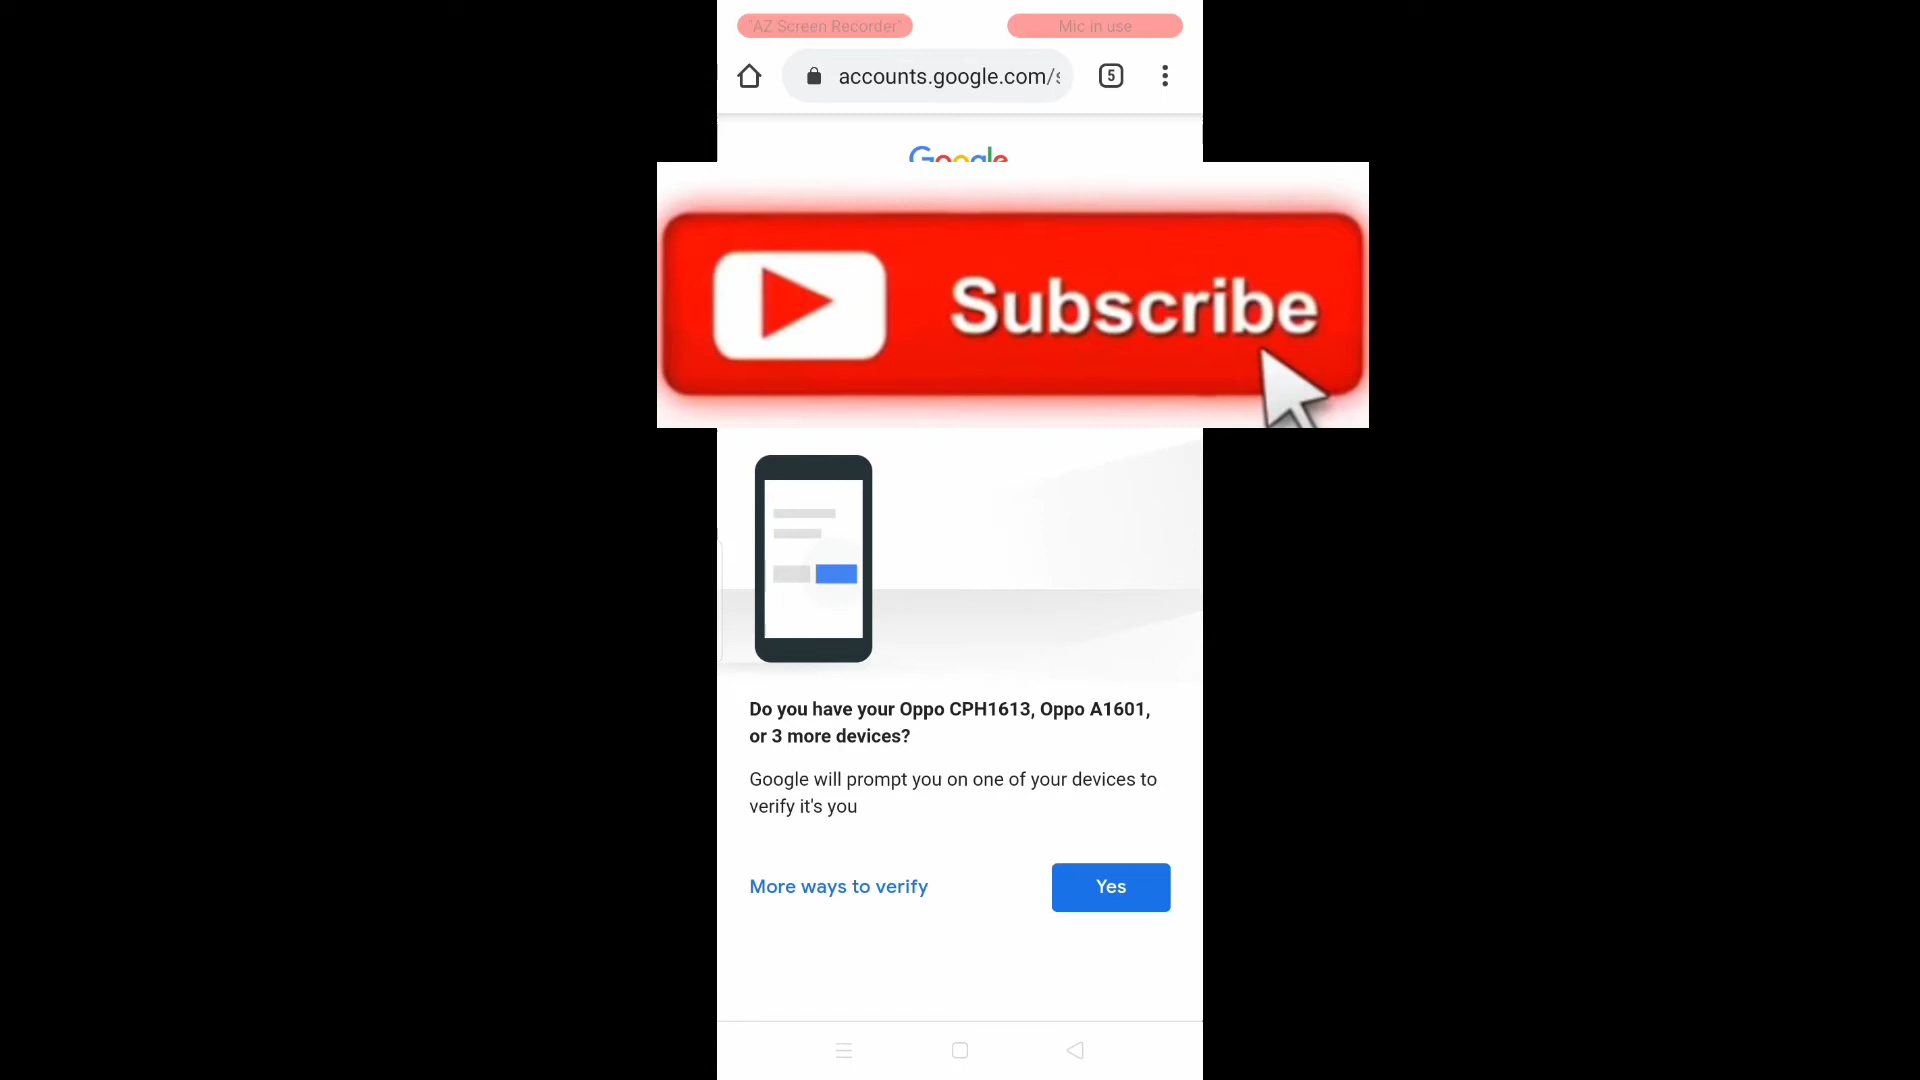 "AZ Screen Recorder"
Mic in use
accounts.google.com/s
5
Google
Subscribe
Do you have your Oppo CPH1613, Oppo A1601,
or 3 more devices?
Google will prompt you on one of your devices to
verify it's you
More ways to verify
Yes